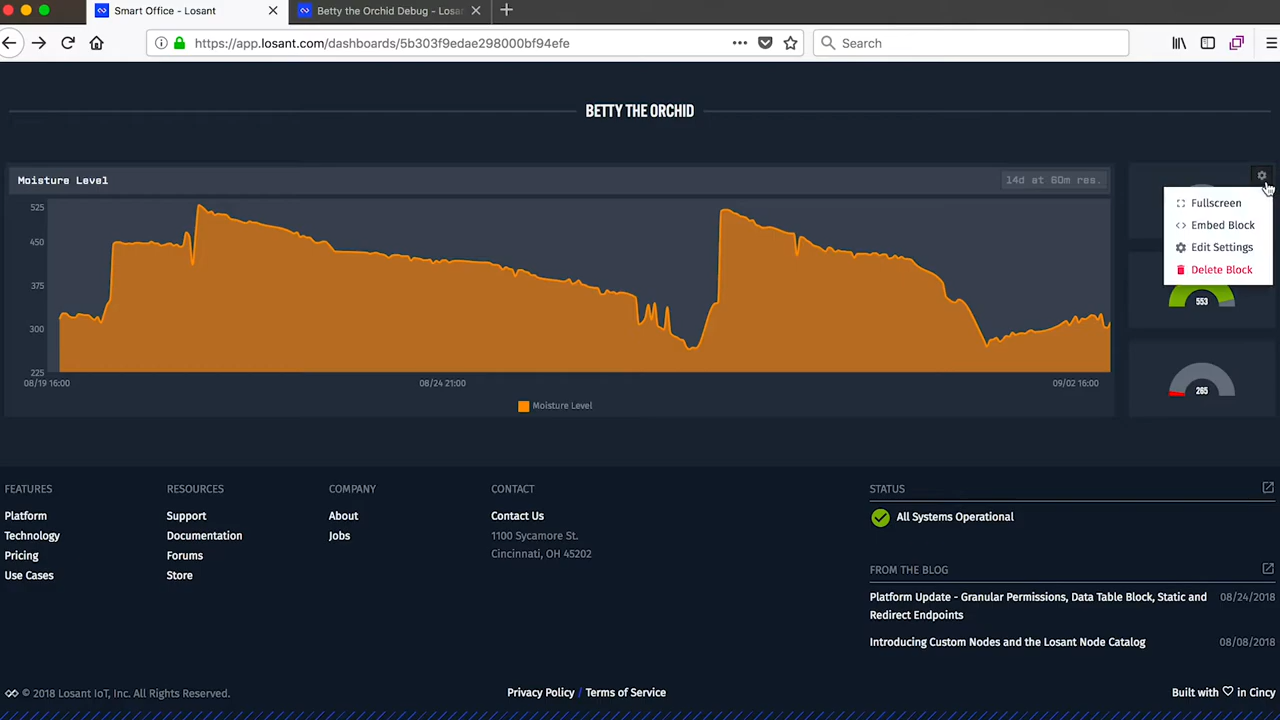 Smart Office - Losant
Betty the Orchid Debug - Losan
https://app.losant.com/dashboards/5b303f9edae298000bf94efe
Search
BETTY THE ORCHID
Moisture Level
14d at 60m res.
525
450
375
300
225
08/19 16:00
08/24 21:00
09/02 16:00
Moisture Level
Fullscreen
Embed Block
Edit Settings
Delete Block
553
265
FEATURES
Platform
Technology
Pricing
Use Cases
RESOURCES
Support
Documentation
Forums
Store
COMPANY
About
Jobs
CONTACT
Contact Us
1100 Sycamore St.
Cincinnati, OH 45202
STATUS
All Systems Operational
FROM THE BLOG
Platform Update - Granular Permissions, Data Table Block, Static and 08/24/2018
Redirect Endpoints
Introducing Custom Nodes and the Losant Node Catalog 08/08/2018
© 2018 Losant IoT, Inc. All Rights Reserved.
Privacy Policy / Terms of Service
Built with ♡ in Cincy